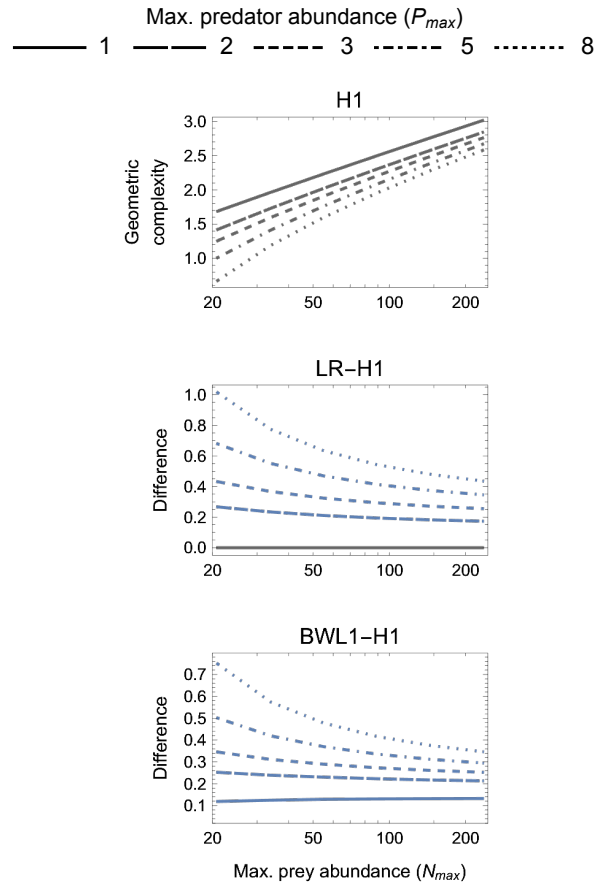 Max. predator abundance (Pmax)
1 2 3 5 8
H1
Geometric complexity
3.0
2.5
2.0
1.5
1.0
20 50 100 200
LR−H1
Difference
1.0
0.8
0.6
0.4
0.2
0.0
20 50 100 200
BWL1−H1
Difference
0.7
0.6
0.5
0.4
0.3
0.2
0.1
20 50 100 200
Max. prey abundance (Nmax)